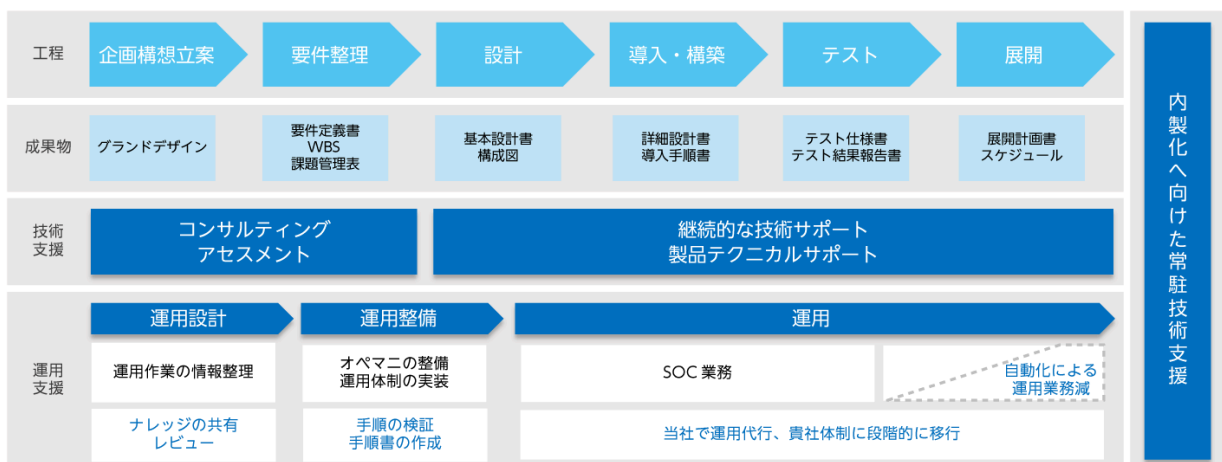 工程
企画構想立案
要件整理
設計
導入・構築
テスト
展開
成果物
グランドデザイン
要件定義書
WBS
課題管理表
基本設計書
構成図
詳細設計書
導入手順書
テスト仕様書
テスト結果報告書
展開計画書
スケジュール
技術
支援
コンサルティング
アセスメント
継続的な技術サポート
製品テクニカルサポート
運用
支援
運用設計
運用整備
運用
運用作業の情報整理
オペマニの整備
運用体制の実装
SOC 業務
自動化による
運用業務減
ナレッジの共有
レビュー
手順の検証
手順書の作成
当社で運用代行、貴社体制に段階的に移行
内製化へ向けた常駐技術支援